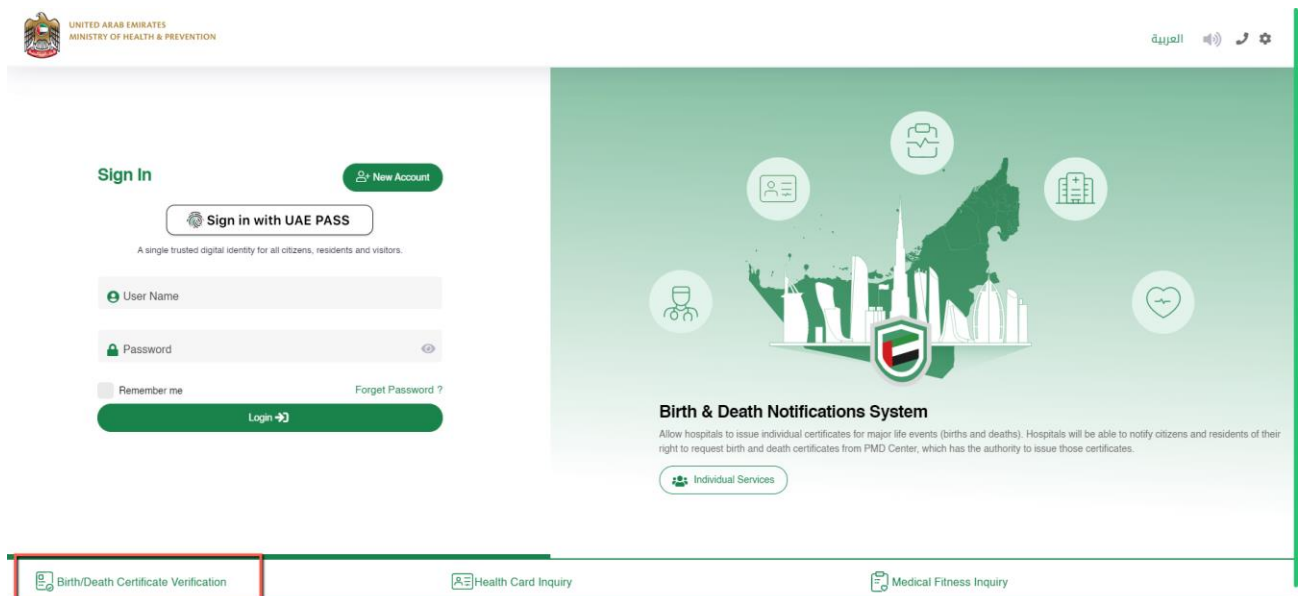 UNITED ARAB EMIRATES
MINISTRY OF HEALTH & PREVENTION
العربية
Sign In
New Account
Sign in with UAE PASS
A single trusted digital identity for all citizens, residents and visitors.
User Name
Password
Remember me
Forget Password ?
Login
Birth & Death Notifications System
Allow hospitals to issue individual certificates for major life events (births and deaths). Hospitals will be able to notify citizens and residents of their
right to request birth and death certificates from PMD Center, which has the authority to issue those certificates.
Individual Services
Birth/Death Certificate Verification
Health Card Inquiry
Medical Fitness Inquiry